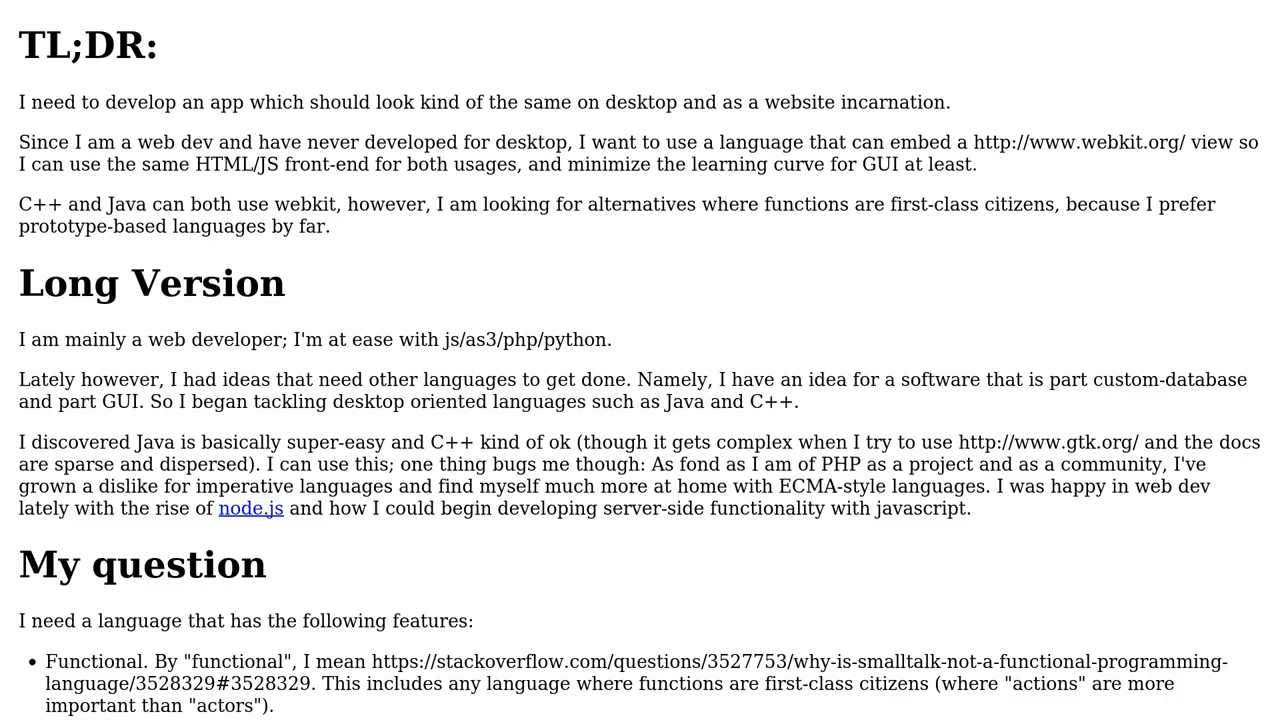 TL;DR:
I need to develop an app which should look kind of the same on desktop and as a website incarnation.
Since I am a web dev and have never developed for desktop, I want to use a language that can embed a http://www.webkit.org/ view so
I can use the same HTML/JS front-end for both usages, and minimize the learning curve for GUI at least.
C++ and Java can both use webkit, however, I am looking for alternatives where functions are first-class citizens, because I prefer
prototype-based languages by far.
Long Version
I am mainly a web developer; I'm at ease with js/as3/php/python.
Lately however, I had ideas that need other languages to get done. Namely, I have an idea for a software that is part custom-database
and part GUI. So I began tackling desktop oriented languages such as Java and C++.
I discovered Java is basically super-easy and C++ kind of ok (though it gets complex when I try to use http://www.gtk.org/ and the docs
are sparse and dispersed). I can use this; one thing bugs me though: As fond as I am of PHP as a project and as a community, I've
grown a dislike for imperative languages and find myself much more at home with ECMA-style languages. I was happy in web dev
lately with the rise of node.js and how I could begin developing server-side functionality with javascript.
My question
I need a language that has the following features:
• Functional. By "functional", I mean https://stackoverflow.com/questions/3527753/why-is-smalltalk-not-a-functional-programming-
language/3528329#3528329. This includes any language where functions are first-class citizens (where "actions" are more
important than "actors").